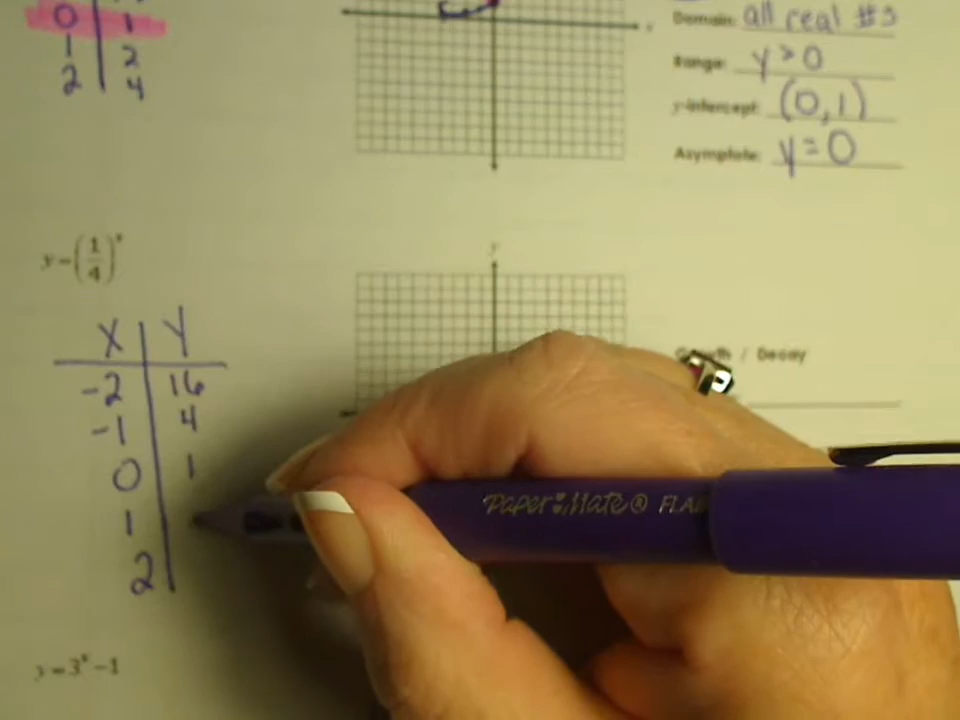 0 1
1 2
2 4
Domain: all real #s
Range: y > 0
y-intercept: (0,1)
Asymptote: y = 0
y = (1/4)^x
y
X Y
-2 16
-1 4
0 1
1
2
Growth / Decay
Paper Mate® FLA
y = 3^x - 1